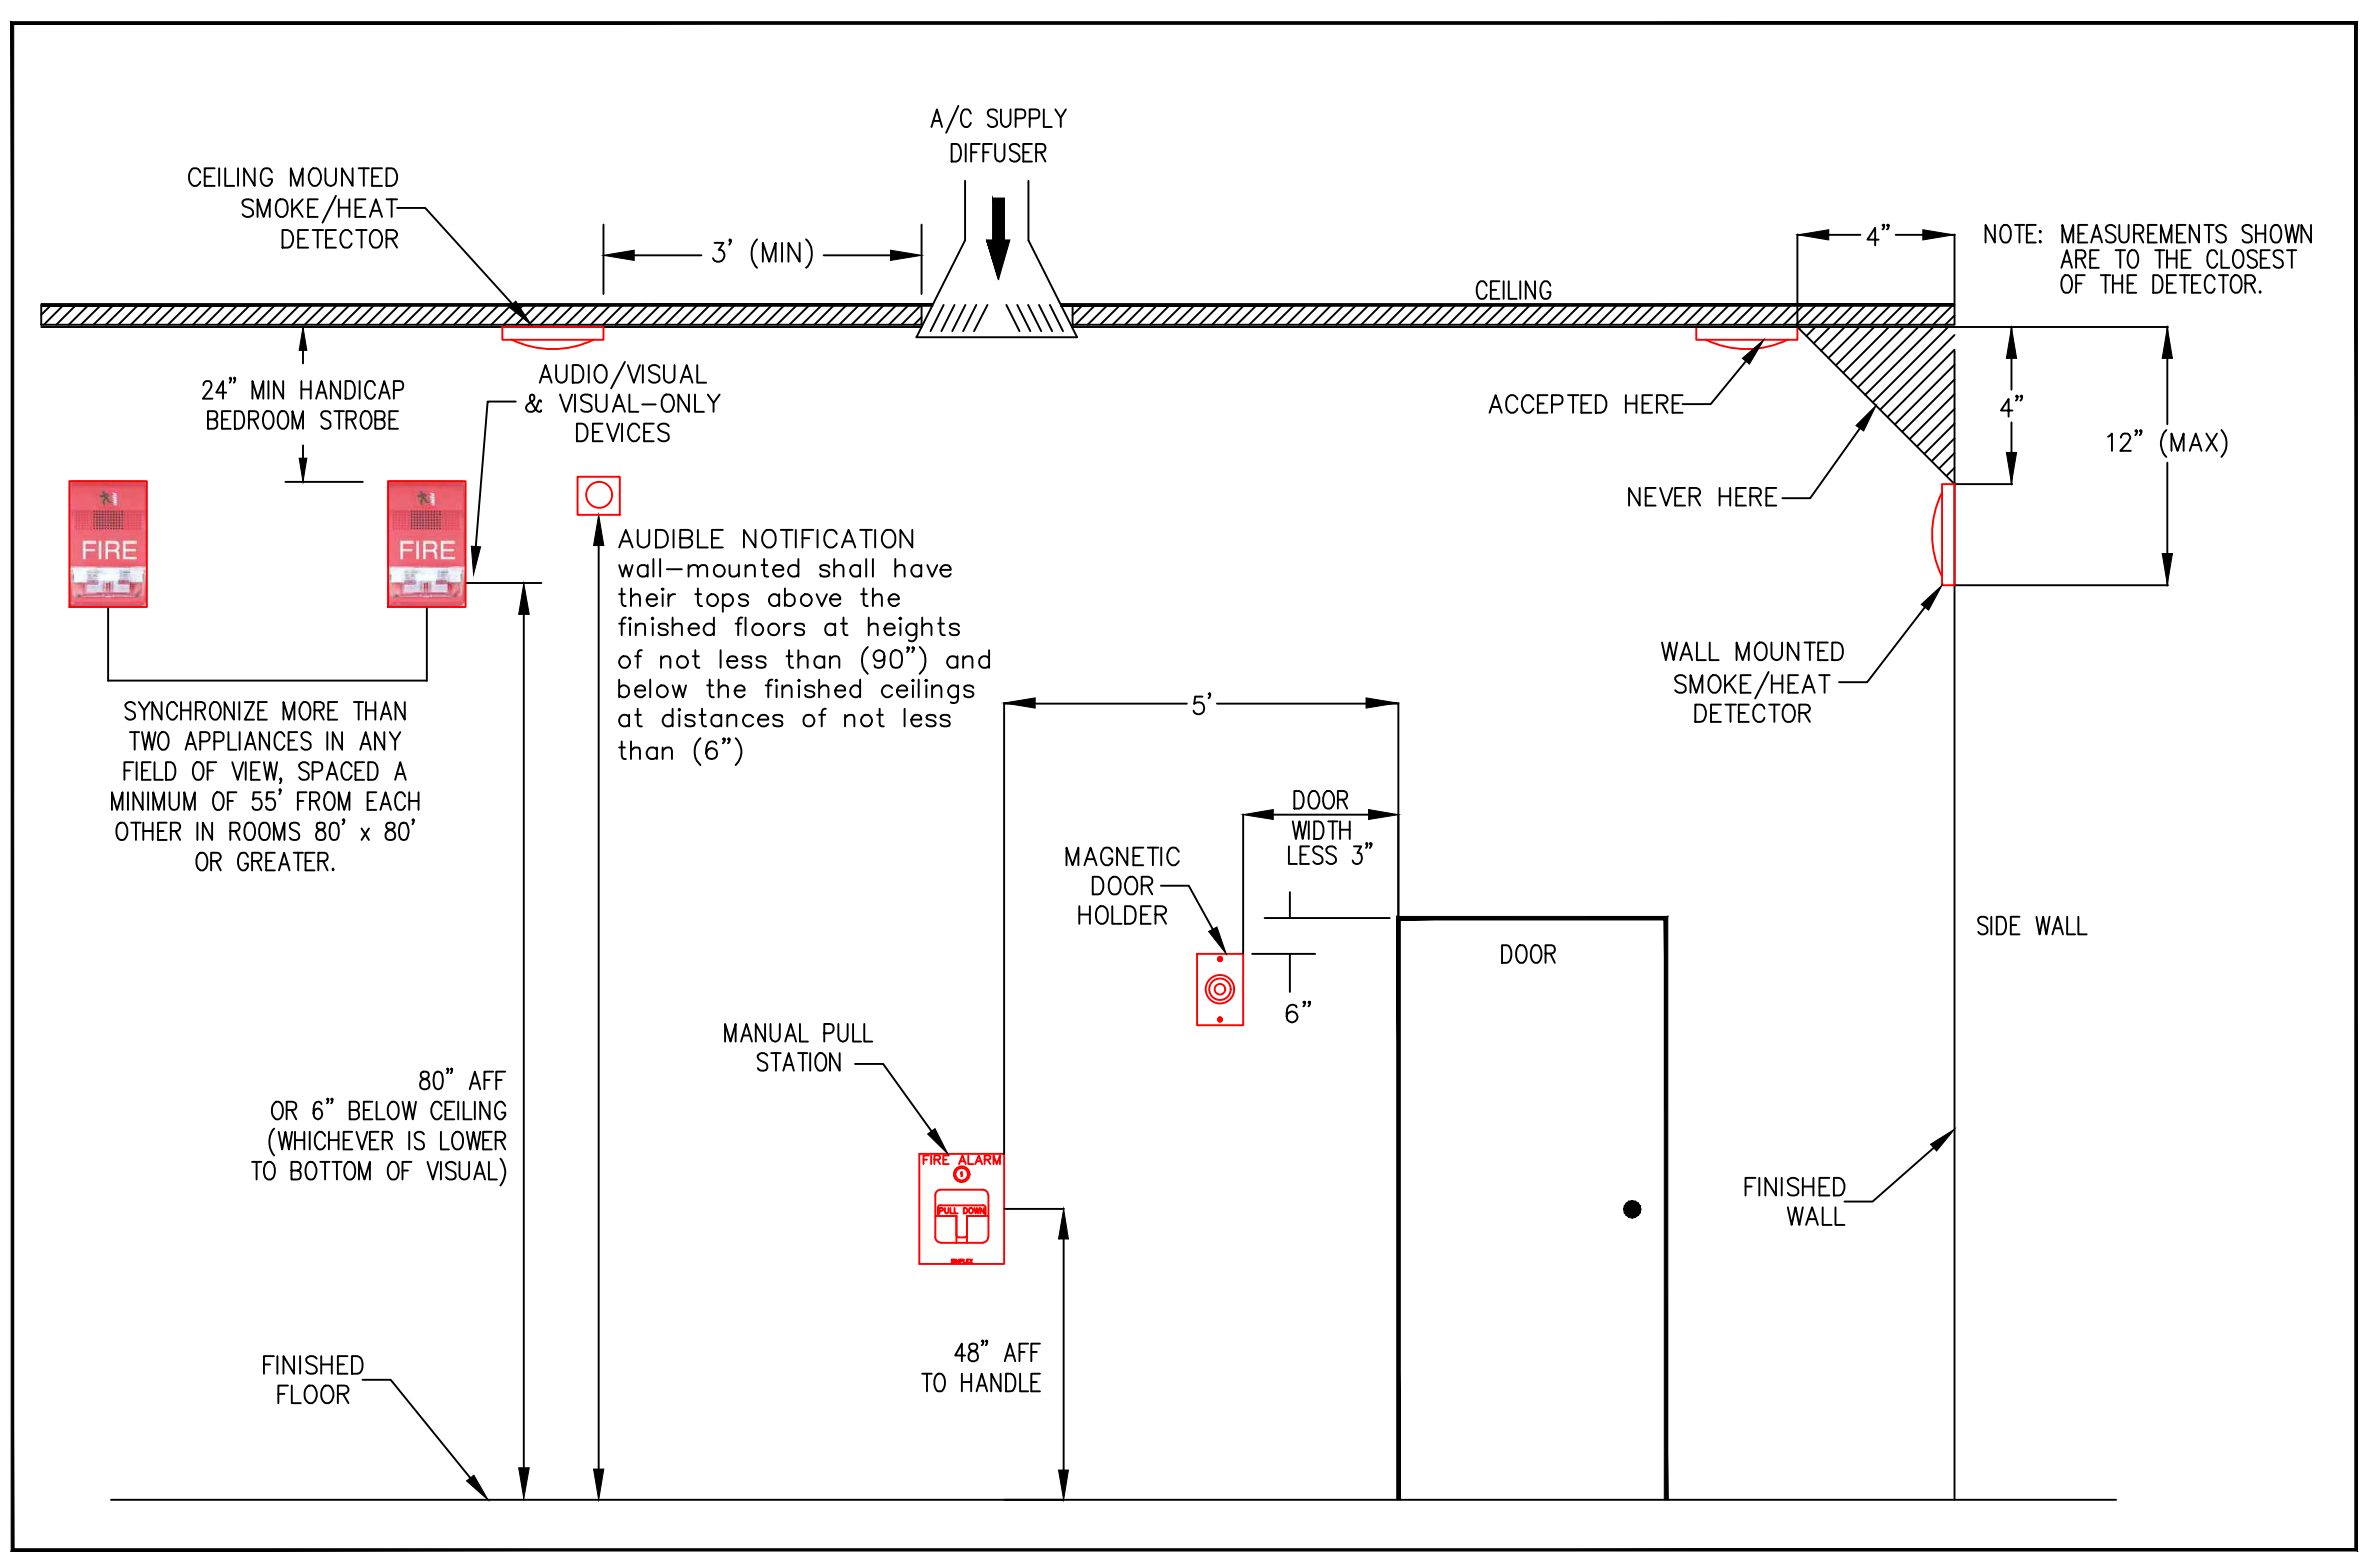 A/C SUPPLY
DIFFUSER
CEILING MOUNTED
SMOKE/HEAT
DETECTOR
3' (MIN)
4"
NOTE: MEASUREMENTS SHOWN
ARE TO THE CLOSEST
OF THE DETECTOR.
CEILING
24" MIN HANDICAP
BEDROOM STROBE
AUDIO/VISUAL
& VISUAL-ONLY
DEVICES
ACCEPTED HERE
4"
12" (MAX)
NEVER HERE
FIRE
FIRE
AUDIBLE NOTIFICATION
wall-mounted shall have
their tops above the
finished floors at heights
of not less than (90") and
below the finished ceilings
at distances of not less
than (6")
WALL MOUNTED
SMOKE/HEAT
DETECTOR
SYNCHRONIZE MORE THAN
TWO APPLIANCES IN ANY
FIELD OF VIEW, SPACED A
MINIMUM OF 55' FROM EACH
OTHER IN ROOMS 80' x 80'
OR GREATER.
5'
DOOR
WIDTH
LESS 3"
MAGNETIC
DOOR
HOLDER
6"
DOOR
SIDE WALL
MANUAL PULL
STATION
80" AFF
OR 6" BELOW CEILING
(WHICHEVER IS LOWER
TO BOTTOM OF VISUAL)
FIRE ALARM
PULL DOWN
SIMPLEX
FINISHED
WALL
48" AFF
TO HANDLE
FINISHED
FLOOR